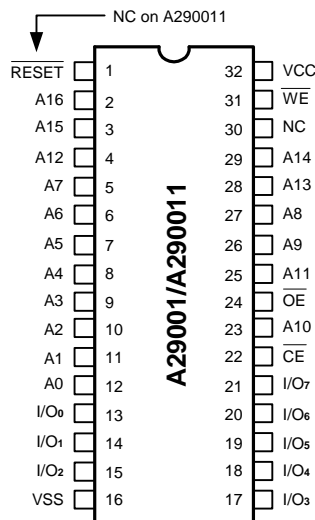 NC on A290011
RESET 1 32 VCC
A16 2 31 WE
A15 3 30 NC
A12 4 29 A14
A7 5 28 A13
A6 6 27 A8
A5 7 26 A9
A4 8 25 A11
A3 9 24 OE
A2 10 23 A10
A1 11 22 CE
A0 12 21 I/O7
I/O0 13 20 I/O6
I/O1 14 19 I/O5
I/O2 15 18 I/O4
VSS 16 17 I/O3
A29001/A290011